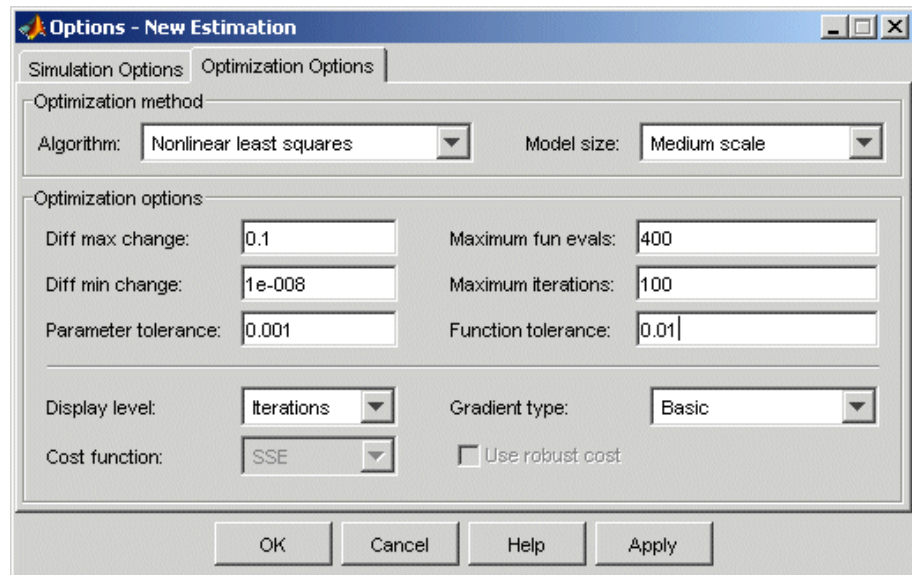 Options - New Estimation
Simulation Options Optimization Options
Optimization method
Algorithm: Nonlinear least squares Model size: Medium scale
Optimization options
Diff max change: 0.1 Maximum fun evals: 400
Diff min change: 1e-008 Maximum iterations: 100
Parameter tolerance: 0.001 Function tolerance: 0.01
Display level: Iterations Gradient type: Basic
Cost function: SSE Use robust cost
OK Cancel Help Apply